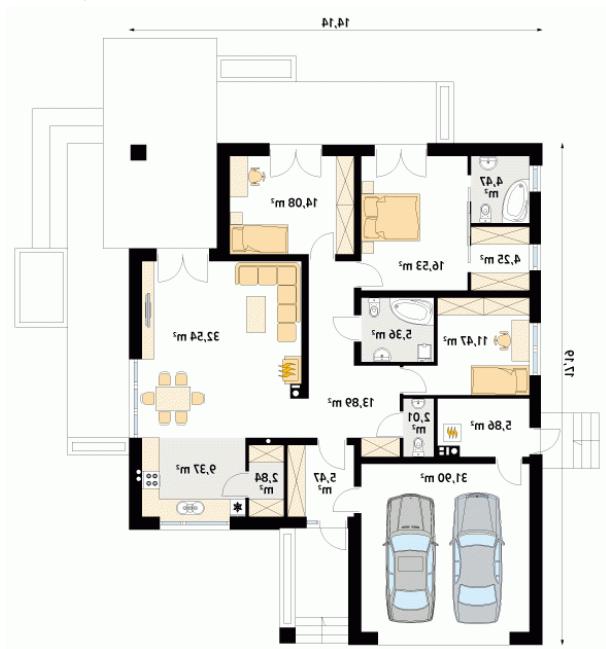 14,14
4,47
m²
14,08 m²
16,53 m²
4,25 m²
32,54 m²
5,36 m²
11,47 m²
17,19
13,89 m²
2,01
m²
5,86 m²
9,37 m²
2,84
m²
5,47
m²
31,90 m²